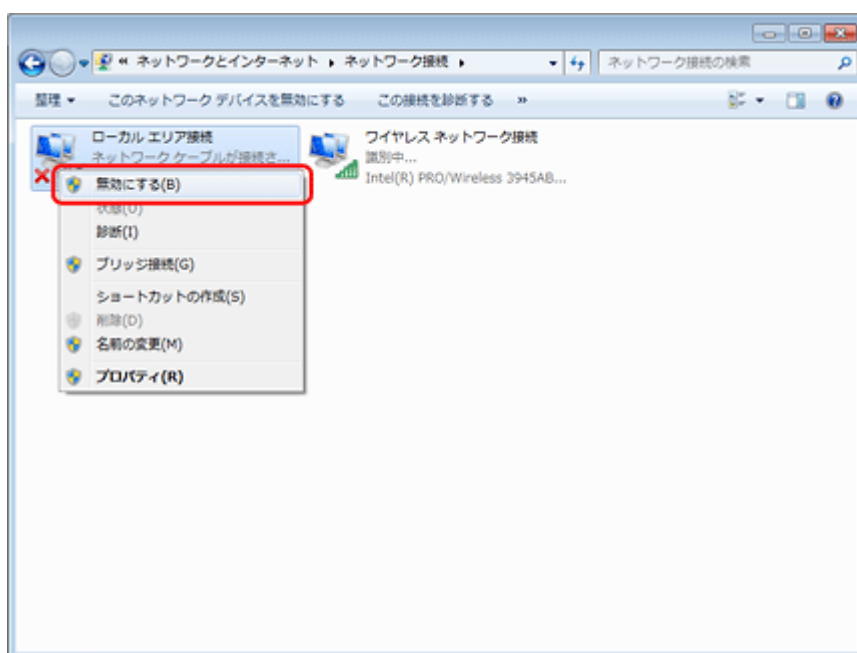 « ネットワークとインターネット ▸ ネットワーク接続 ▸ ネットワーク接続の検索
整理 ▼ このネットワーク デバイスを無効にする この接続を診断する »
ローカル エリア接続
ネットワーク ケーブルが接続さ...
ワイヤレス ネットワーク接続
識別中...
Intel(R) PRO/Wireless 3945AB...
無効にする(B)
状態(U)
診断(I)
ブリッジ接続(G)
ショートカットの作成(S)
削除(D)
名前の変更(M)
プロパティ(R)